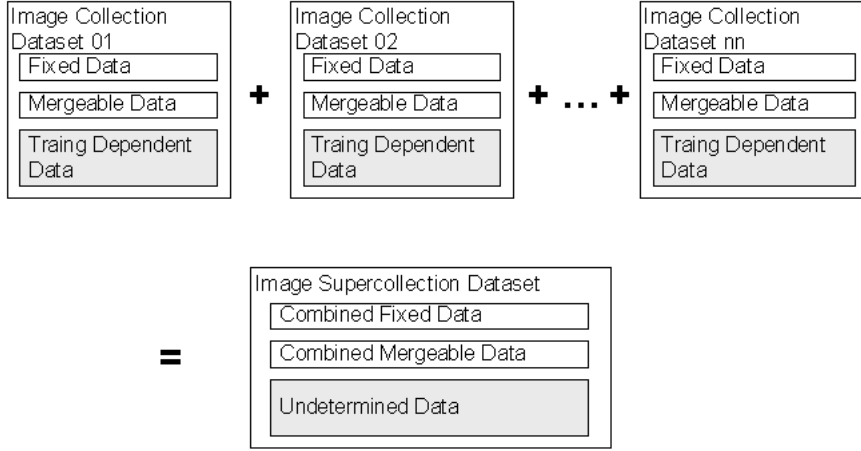 Image Collection
Dataset 01
Fixed Data
Mergeable Data
Traing Dependent
Data
+
Image Collection
Dataset 02
Fixed Data
Mergeable Data
Traing Dependent
Data
+ ... +
Image Collection
Dataset nn
Fixed Data
Mergeable Data
Traing Dependent
Data
=
Image Supercollection Dataset
Combined Fixed Data
Combined Mergeable Data
Undetermined Data